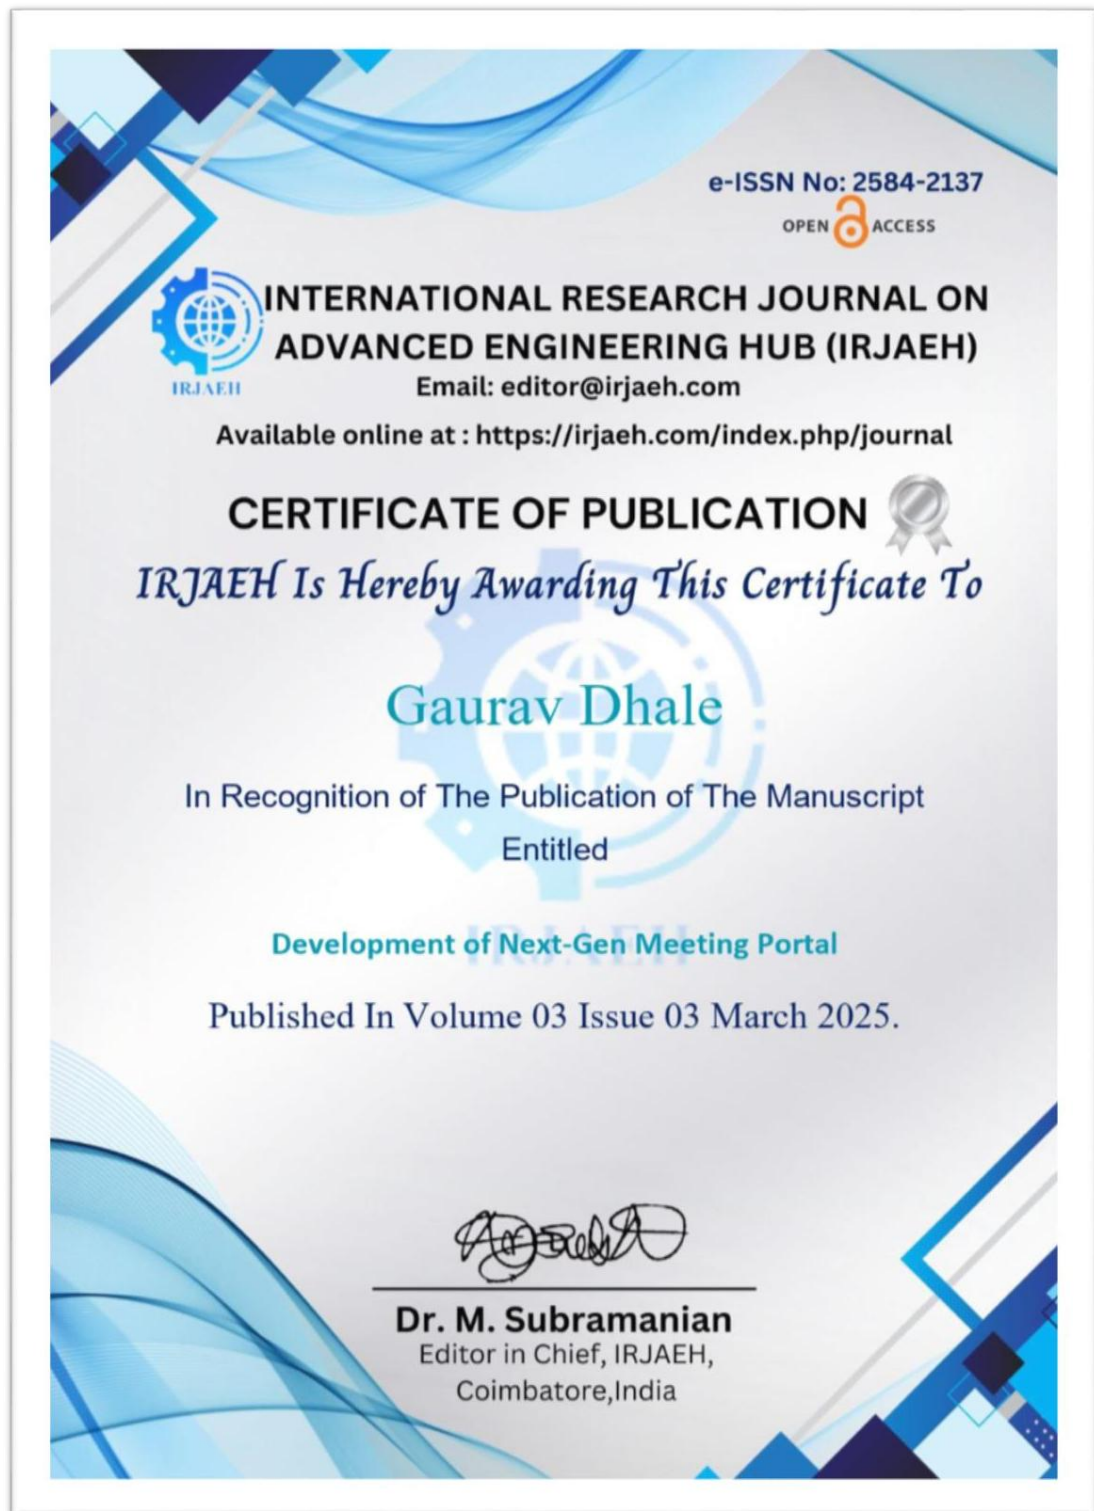 e-ISSN No: 2584-2137
OPEN ACCESS
INTERNATIONAL RESEARCH JOURNAL ON
ADVANCED ENGINEERING HUB (IRJAEH)
IRJAEH
Email: editor@irjaeh.com
Available online at : https://irjaeh.com/index.php/journal
CERTIFICATE OF PUBLICATION
IRJAEH Is Hereby Awarding This Certificate To
Gaurav Dhale
In Recognition of The Publication of The Manuscript
Entitled
IRJAEH
Development of Next-Gen Meeting Portal
Published In Volume 03 Issue 03 March 2025.
Dr. M. Subramanian
Editor in Chief, IRJAEH,
Coimbatore,India